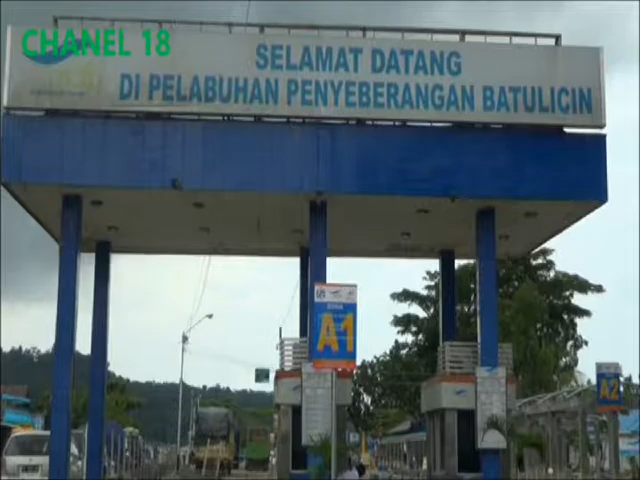 CHANEL 18
SELAMAT DATANG
DI PELABUHAN PENYEBERANGAN BATULICIN
A1
A2